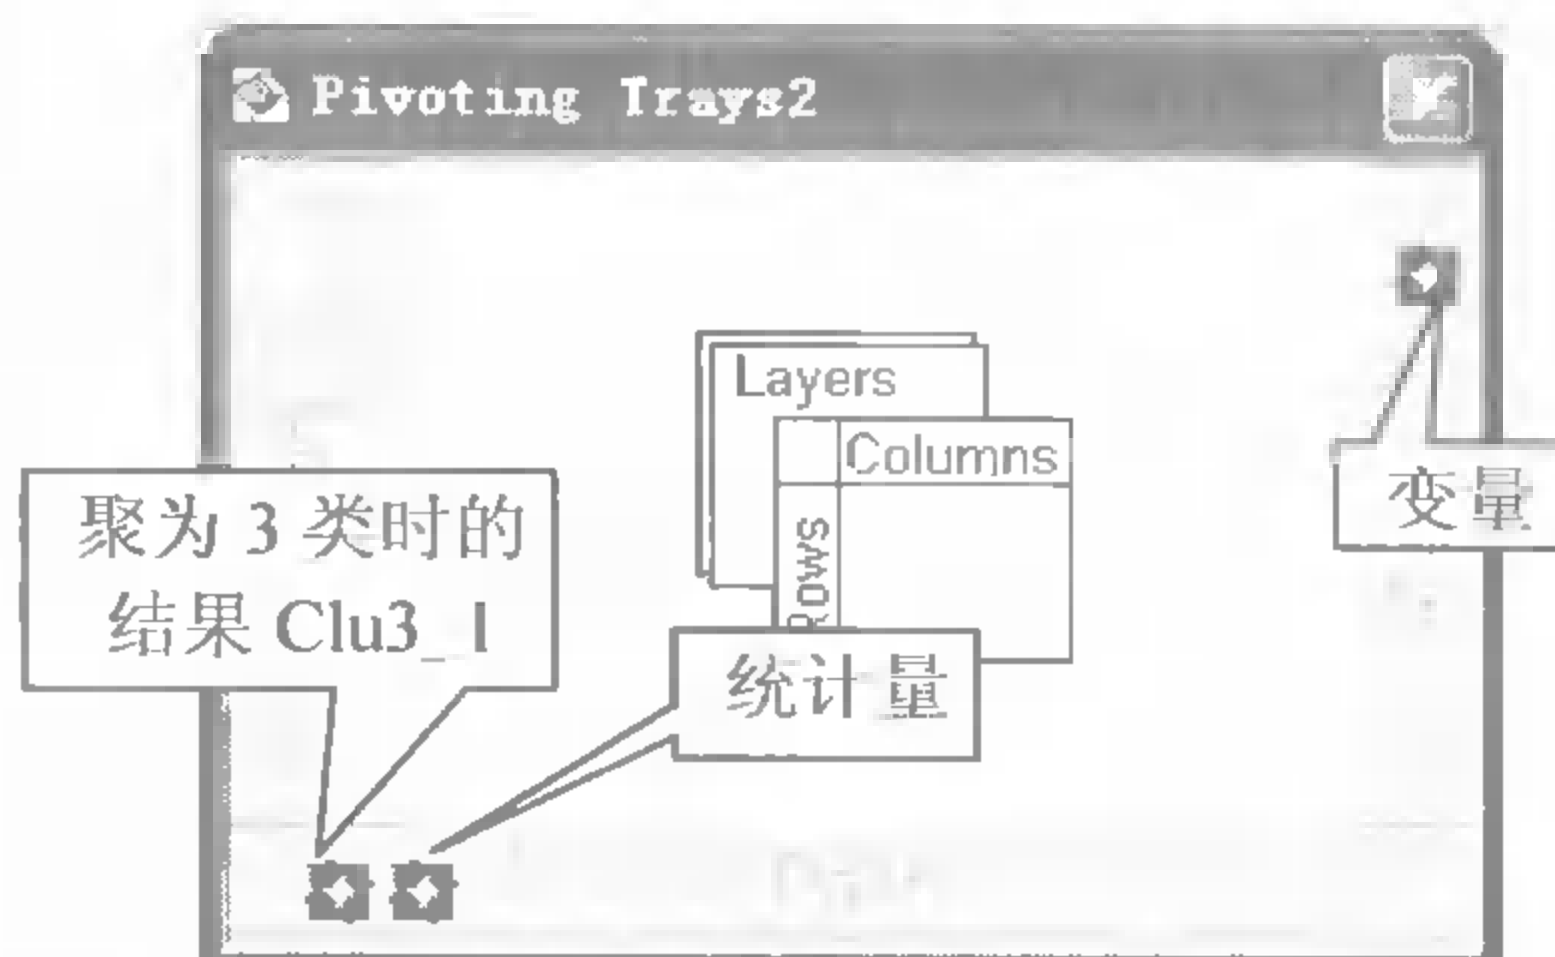 Pivoting Trays2
Layers
Columns
Rows
变量
聚为 3 类时的
结果 Clu3_1
统计量